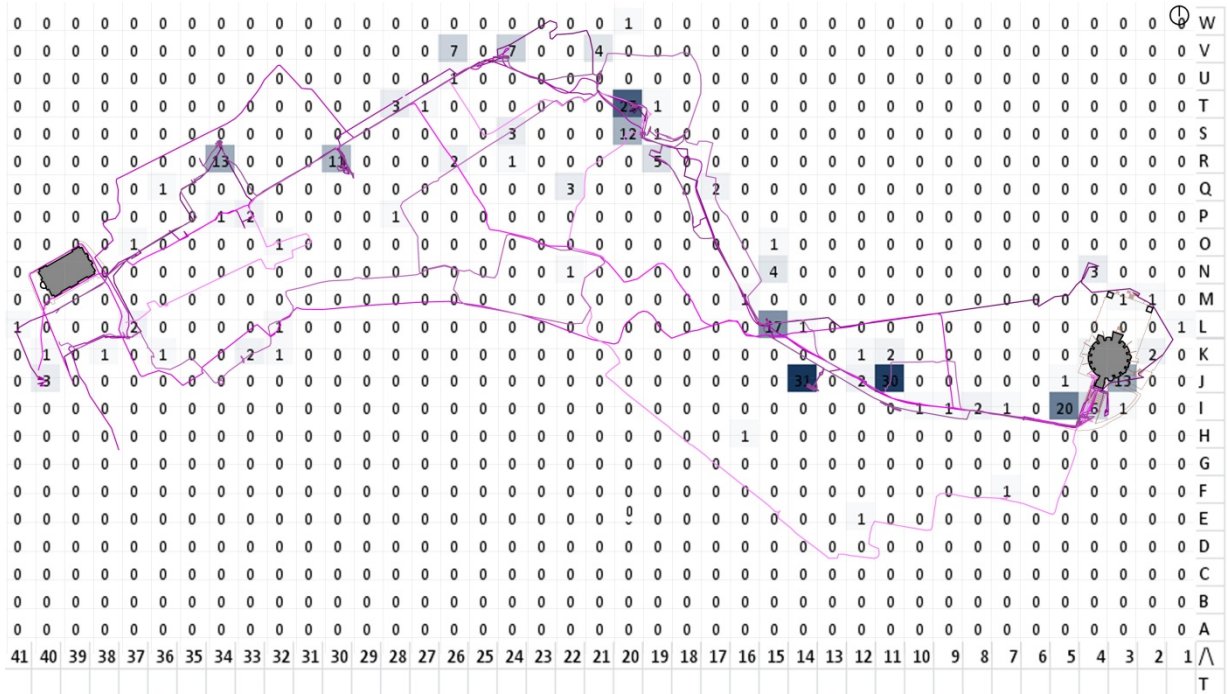 0 0 0 0 0 0 0 0 0 0 0 0 0 0 0 0 0 0 0 0 0 1 0 0 0 0 0 0 0 0 0 0 0 0 0 0 0 0 0 0 0 W
0 0 0 0 0 0 0 0 0 0 0 0 0 0 0 7 0 7 0 0 4 0 0 0 0 0 0 0 0 0 0 0 0 0 0 0 0 0 0 0 0 V
0 0 0 0 0 0 0 0 0 0 0 0 0 0 0 1 0 0 0 0 0 0 0 0 0 0 0 0 0 0 0 0 0 0 0 0 0 0 0 0 0 U
0 0 0 0 0 0 0 0 0 0 0 0 0 3 1 0 0 0 0 0 0 1 0 0 0 0 0 0 0 0 0 0 0 0 0 0 0 0 0 0 T
0 0 0 0 0 0 0 0 0 0 0 0 0 0 0 0 0 3 0 0 0 12 1 0 0 0 0 0 0 0 0 0 0 0 0 0 0 0 0 0 0 S
0 0 0 0 0 0 0 13 0 0 0 11 0 0 0 2 0 1 0 0 0 0 5 0 0 0 0 0 0 0 0 0 0 0 0 0 0 0 0 0 0 R
0 0 0 0 0 1 0 0 0 0 0 0 0 0 0 0 0 0 0 3 0 0 0 0 2 0 0 0 0 0 0 0 0 0 0 0 0 0 0 0 0 Q
0 0 0 0 0 0 0 1 2 0 0 0 0 1 0 0 0 0 0 0 0 0 0 0 0 0 0 0 0 0 0 0 0 0 0 0 0 0 0 0 0 P
0 0 0 0 1 0 0 0 0 1 0 0 0 0 0 0 0 0 0 0 0 0 0 0 0 0 1 0 0 0 0 0 0 0 0 0 0 0 0 0 0 O
0 0 0 0 0 0 0 0 0 0 0 0 0 0 0 0 0 1 0 0 0 0 0 0 4 0 0 0 0 0 0 0 0 0 0 3 0 0 0 N
0 0 0 0 0 0 0 0 0 0 0 0 0 0 0 0 0 0 0 0 0 0 0 0 0 1 0 0 0 0 0 0 0 0 0 0 0 0 1 1 0 M
1 0 0 0 2 0 0 0 0 1 0 0 0 0 0 0 0 0 0 0 0 0 0 0 0 0 17 1 0 0 0 0 0 0 0 0 0 0 0 0 1 L
0 1 0 1 0 1 0 0 2 1 0 0 0 0 0 0 0 0 0 0 0 0 0 0 0 0 0 0 0 1 2 0 0 0 0 0 0 2 0 K
0 3 0 0 0 0 0 0 0 0 0 0 0 0 0 0 0 0 0 0 0 0 0 0 0 0 0 31 0 2 30 0 0 0 0 0 1 13 0 0 J
0 0 0 0 0 0 0 0 0 0 0 0 0 0 0 0 0 0 0 0 0 0 0 0 0 0 0 0 0 0 0 1 1 2 1 0 20 6 1 0 0 I
0 0 0 0 0 0 0 0 0 0 0 0 0 0 0 0 0 0 0 0 0 0 0 0 0 1 0 0 0 0 0 0 0 0 0 0 0 0 0 0 0 H
0 0 0 0 0 0 0 0 0 0 0 0 0 0 0 0 0 0 0 0 0 0 0 0 0 0 0 0 0 0 0 0 0 0 0 0 0 0 0 0 0 G
0 0 0 0 0 0 0 0 0 0 0 0 0 0 0 0 0 0 0 0 0 0 0 0 0 0 0 0 0 0 0 0 0 0 1 0 0 0 0 0 0 F
0 0 0 0 0 0 0 0 0 0 0 0 0 0 0 0 0 0 0 0 0 0 0 0 0 0 0 0 0 1 0 0 0 0 0 0 0 0 0 0 0 E
0 0 0 0 0 0 0 0 0 0 0 0 0 0 0 0 0 0 0 0 0 0 0 0 0 0 0 0 0 0 0 0 0 0 0 0 0 0 0 0 0 D
0 0 0 0 0 0 0 0 0 0 0 0 0 0 0 0 0 0 0 0 0 0 0 0 0 0 0 0 0 0 0 0 0 0 0 0 0 0 0 0 0 C
0 0 0 0 0 0 0 0 0 0 0 0 0 0 0 0 0 0 0 0 0 0 0 0 0 0 0 0 0 0 0 0 0 0 0 0 0 0 0 0 0 B
0 0 0 0 0 0 0 0 0 0 0 0 0 0 0 0 0 0 0 0 0 0 0 0 0 0 0 0 0 0 0 0 0 0 0 0 0 0 0 0 0 A
41 40 39 38 37 36 35 34 33 32 31 30 29 28 27 26 25 24 23 22 21 20 19 18 17 16 15 14 13 12 11 10 9 8 7 6 5 4 3 2 1 /\
T